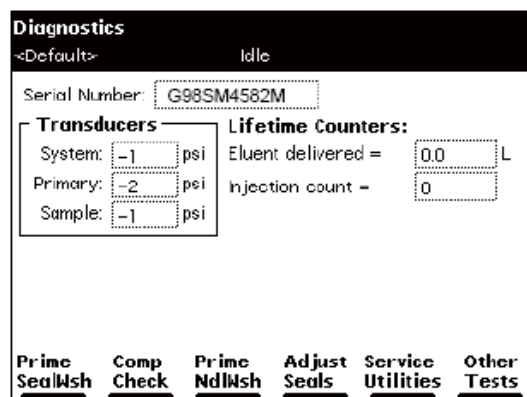 Diagnostics
<Default> Idle
Serial Number: G98SM4582M
Transducers
System: -1 psi
Primary: -2 psi
Sample: -1 psi
Lifetime Counters:
Eluent delivered = 0.0 L
Injection count = 0
Prime SealWsh
Comp Check
Prime NdlWsh
Adjust Seals
Service Utilities
Other Tests